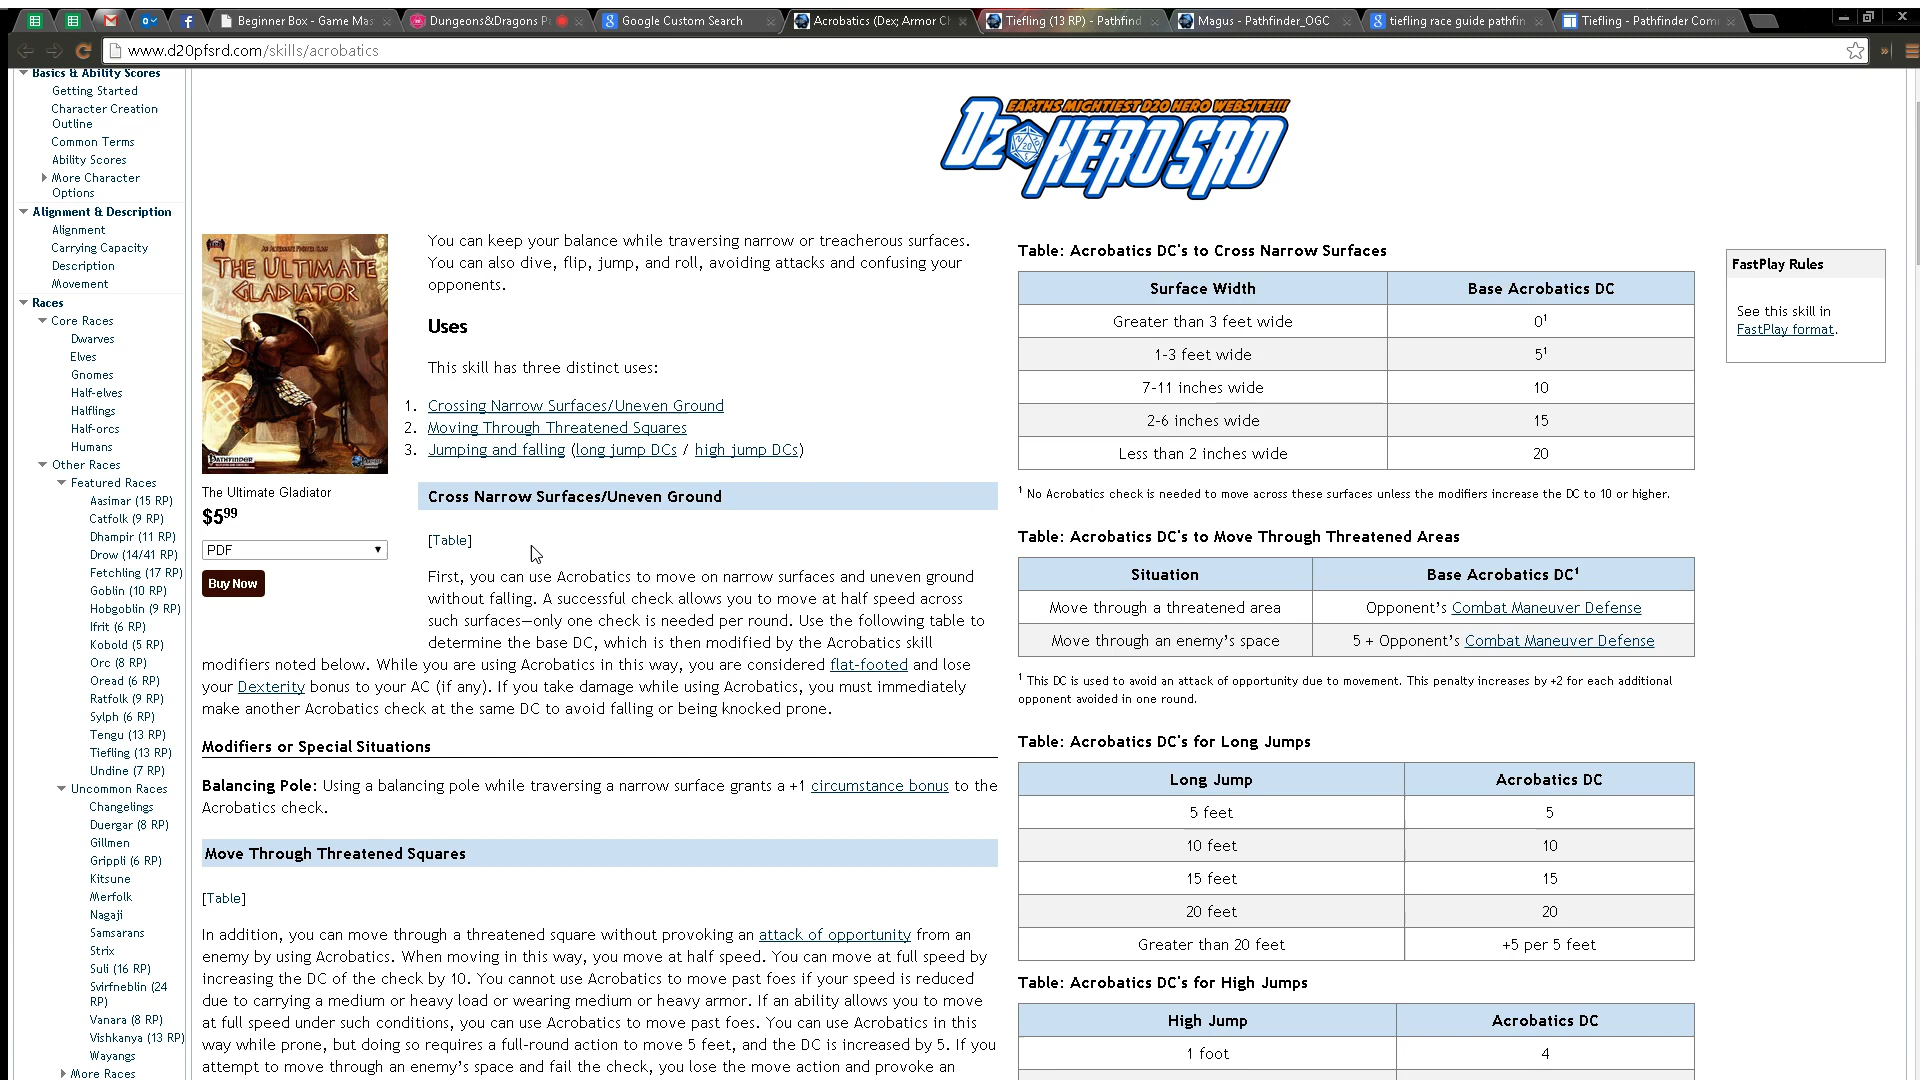 Beginner Box - Game Mas
Dungeons&Dragons Pa
Google Custom Search
Acrobatics (Dex; Armor Ch
Tiefling (13 RP) - Pathfind
Magus - Pathfinder_OGC
tiefling race guide pathfin
Tiefling - Pathfinder Com
www.d20pfsrd.com/skills/acrobatics
Basics & Ability Scores
Getting Started
Character Creation
Outline
Common Terms
Ability Scores
More Character
Options
Alignment & Description
Alignment
Carrying Capacity
Description
Movement
Races
Core Races
Dwarves
Elves
Gnomes
Half-elves
Halflings
Half-orcs
Humans
Other Races
Featured Races
Aasimar (15 RP)
Catfolk (9 RP)
Dhampir (11 RP)
Drow (14/41 RP)
Fetchling (17 RP)
Goblin (10 RP)
Hobgoblin (9 RP)
Ifrit (6 RP)
Kobold (5 RP)
Orc (8 RP)
Oread (6 RP)
Ratfolk (9 RP)
Sylph (6 RP)
Tengu (13 RP)
Tiefling (13 RP)
Undine (7 RP)
Uncommon Races
Changelings
Duergar (8 RP)
Gillmen
Grippli (6 RP)
Kitsune
Merfolk
Nagaji
Samsarans
Strix
Suli (16 RP)
Svirfneblin (24
RP)
Vanara (8 RP)
Vishkanya (13 RP)
Wayangs
More Races
EARTHS MIGHTIEST D20 HERO WEBSITE!!!
D20 HERO SRD
THE ULTIMATE
GLADIATOR
PATHFINDER
The Ultimate Gladiator
$5.99
PDF
Buy Now
You can keep your balance while traversing narrow or treacherous surfaces.
You can also dive, flip, jump, and roll, avoiding attacks and confusing your
opponents.
Uses
This skill has three distinct uses:
1. Crossing Narrow Surfaces/Uneven Ground
2. Moving Through Threatened Squares
3. Jumping and falling (long jump DCs / high jump DCs)
Cross Narrow Surfaces/Uneven Ground
[Table]
First, you can use Acrobatics to move on narrow surfaces and uneven ground
without falling. A successful check allows you to move at half speed across
such surfaces—only one check is needed per round. Use the following table to
determine the base DC, which is then modified by the Acrobatics skill
modifiers noted below. While you are using Acrobatics in this way, you are considered flat-footed and lose
your Dexterity bonus to your AC (if any). If you take damage while using Acrobatics, you must immediately
make another Acrobatics check at the same DC to avoid falling or being knocked prone.
Modifiers or Special Situations
Balancing Pole: Using a balancing pole while traversing a narrow surface grants a +1 circumstance bonus to the
Acrobatics check.
Move Through Threatened Squares
[Table]
In addition, you can move through a threatened square without provoking an attack of opportunity from an
enemy by using Acrobatics. When moving in this way, you move at half speed. You can move at full speed by
increasing the DC of the check by 10. You cannot use Acrobatics to move past foes if your speed is reduced
due to carrying a medium or heavy load or wearing medium or heavy armor. If an ability allows you to move
at full speed under such conditions, you can use Acrobatics to move past foes. You can use Acrobatics in this
way while prone, but doing so requires a full-round action to move 5 feet, and the DC is increased by 5. If you
attempt to move through an enemy's space and fail the check, you lose the move action and provoke an
Table: Acrobatics DC's to Cross Narrow Surfaces
Surface Width Base Acrobatics DC
Greater than 3 feet wide 0¹
1-3 feet wide 5¹
7-11 inches wide 10
2-6 inches wide 15
Less than 2 inches wide 20
¹ No Acrobatics check is needed to move across these surfaces unless the modifiers increase the DC to 10 or higher.
Table: Acrobatics DC's to Move Through Threatened Areas
Situation Base Acrobatics DC¹
Move through a threatened area Opponent's Combat Maneuver Defense
Move through an enemy's space 5 + Opponent's Combat Maneuver Defense
¹ This DC is used to avoid an attack of opportunity due to movement. This penalty increases by +2 for each additional
opponent avoided in one round.
Table: Acrobatics DC's for Long Jumps
Long Jump Acrobatics DC
5 feet 5
10 feet 10
15 feet 15
20 feet 20
Greater than 20 feet +5 per 5 feet
Table: Acrobatics DC's for High Jumps
High Jump Acrobatics DC
1 foot 4
FastPlay Rules
See this skill in
FastPlay format.